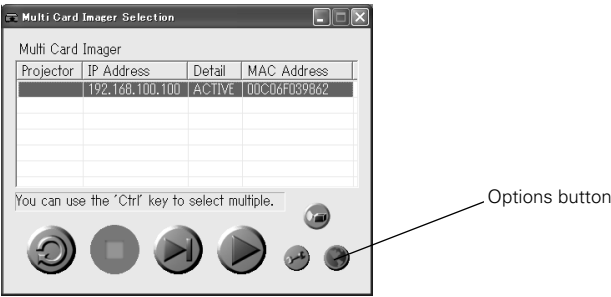 Multi Card Imager Selection
Multi Card Imager
Projector IP Address Detail MAC Address
192.168.100.100 ACTIVE 00C06F039862
You can use the 'Ctrl' key to select multiple.
Options button